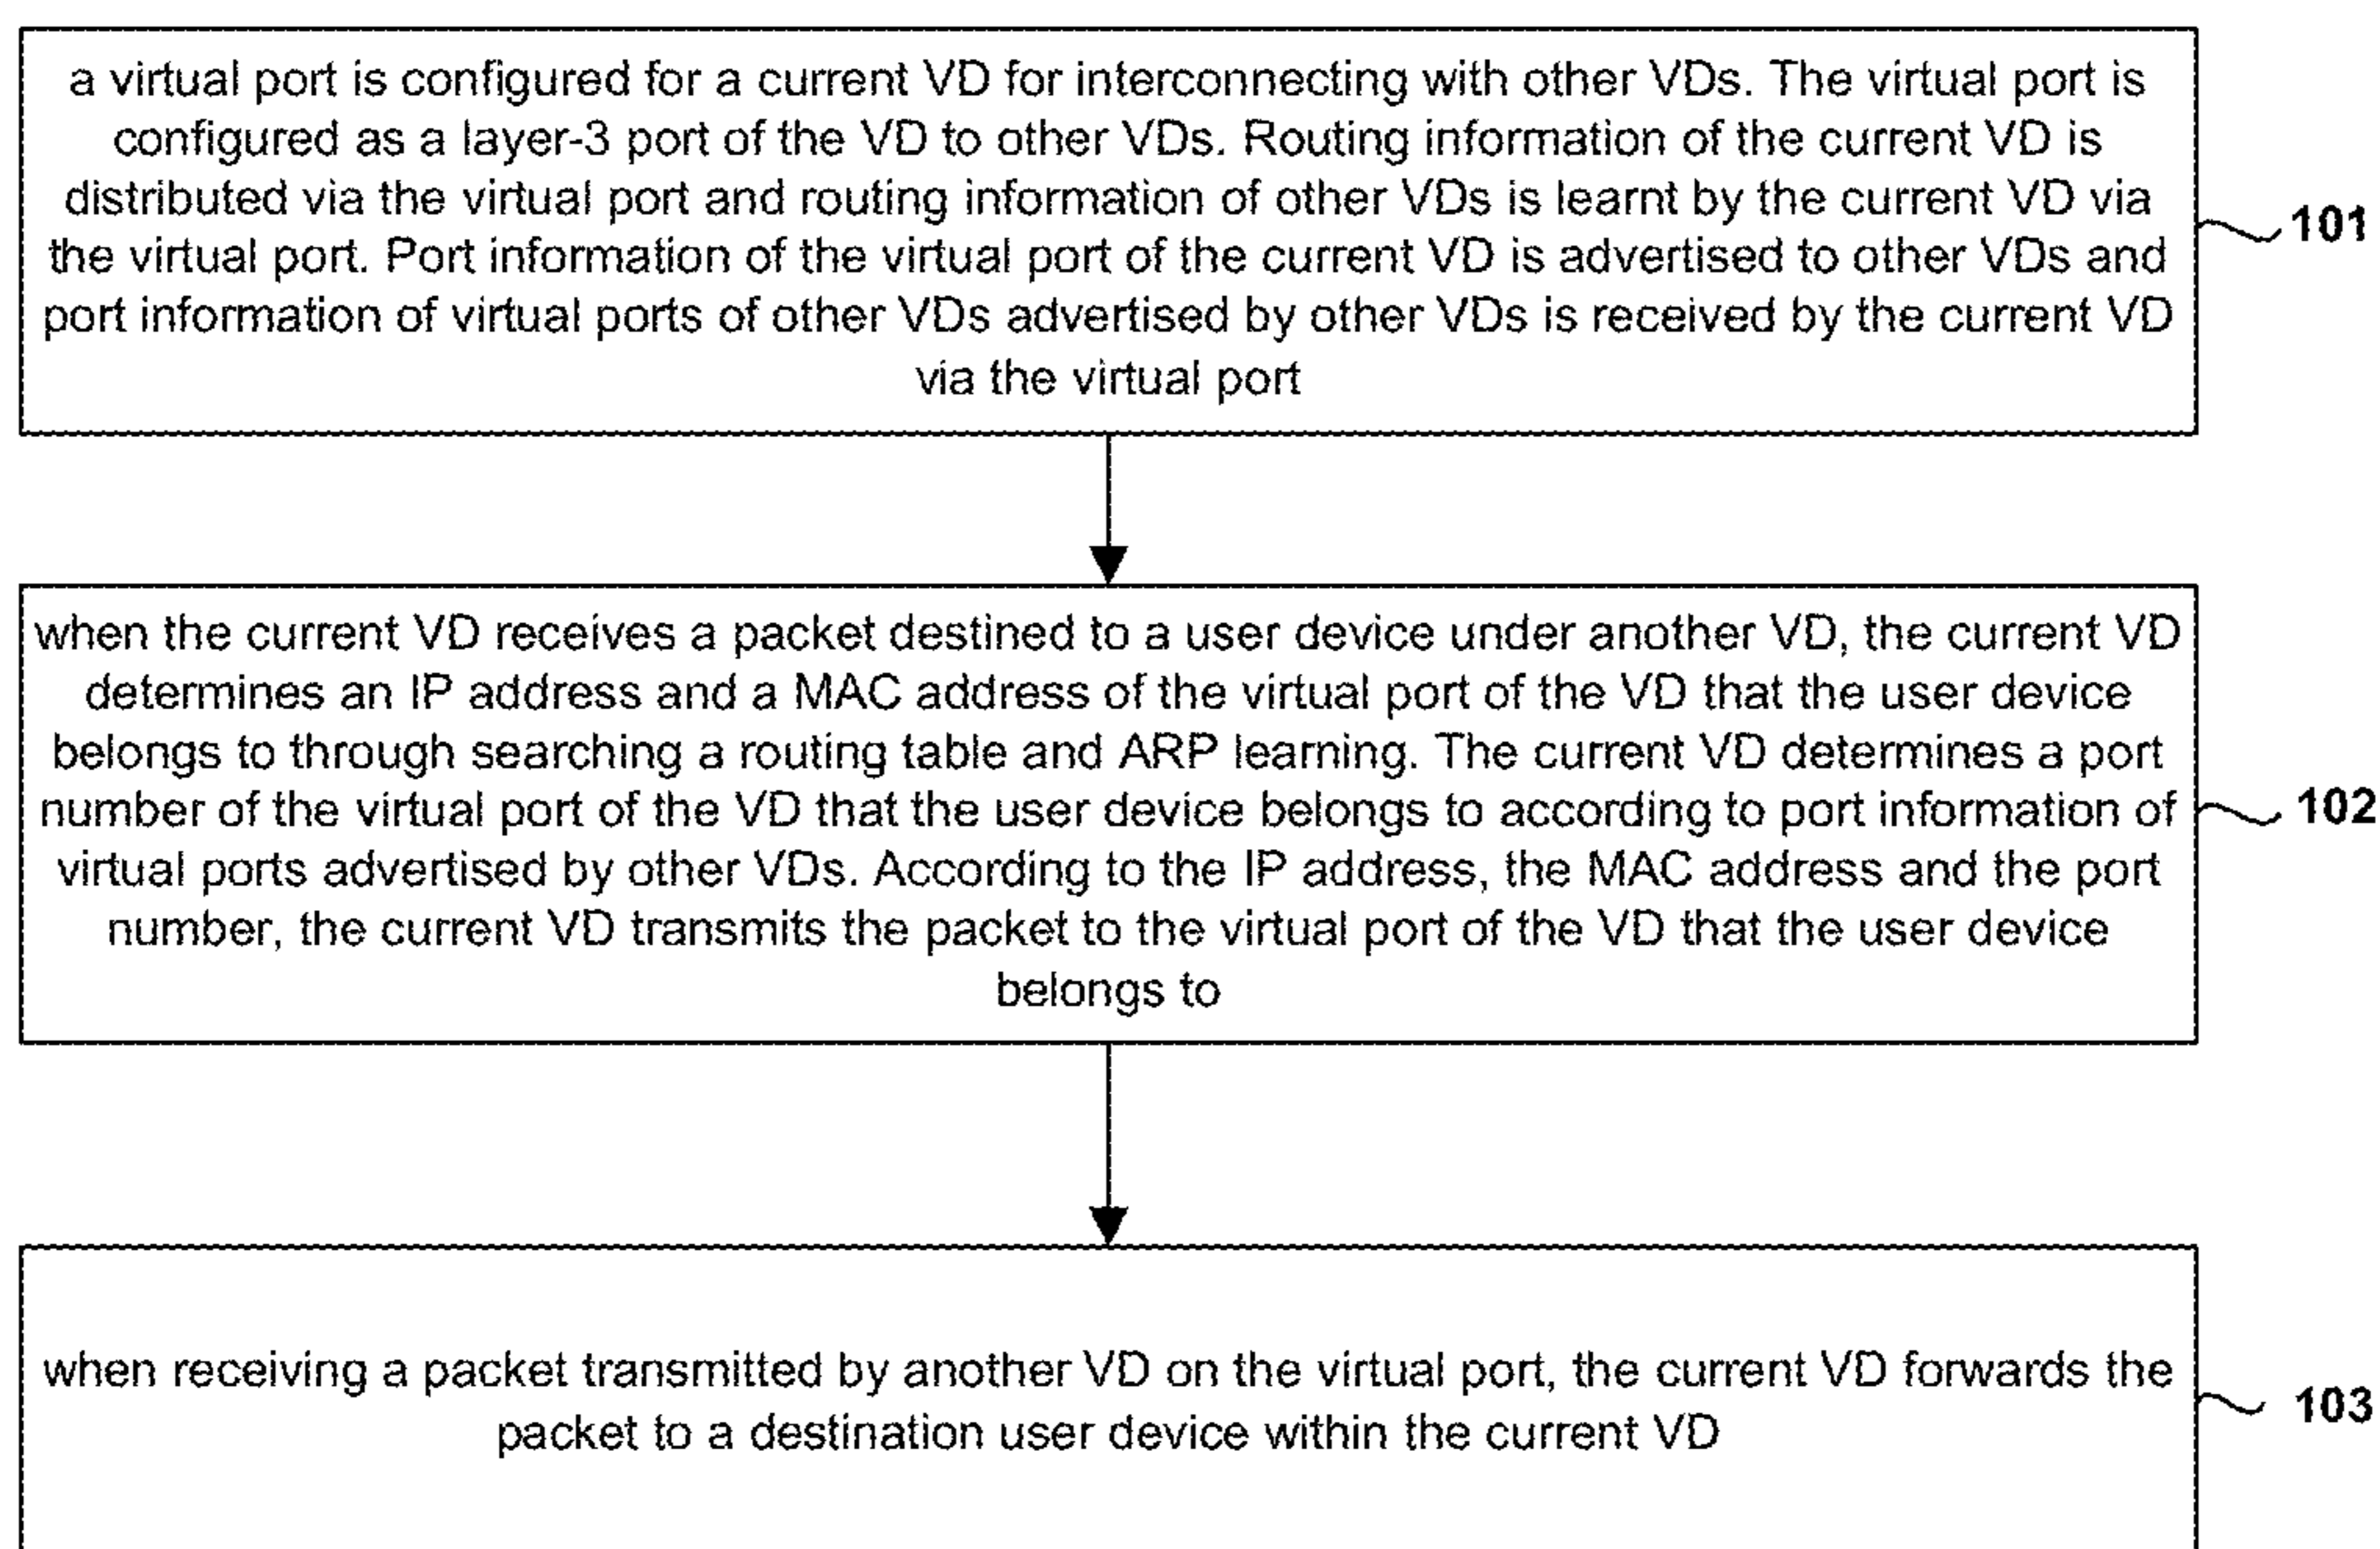 a virtual port is configured for a current VD for interconnecting with other VDs. The virtual port is
configured as a layer-3 port of the VD to other VDs. Routing information of the current VD is
distributed via the virtual port and routing information of other VDs is learnt by the current VD via
the virtual port. Port information of the virtual port of the current VD is advertised to other VDs and
port information of virtual ports of other VDs advertised by other VDs is received by the current VD
via the virtual port
101
when the current VD receives a packet destined to a user device under another VD, the current VD
determines an IP address and a MAC address of the virtual port of the VD that the user device
belongs to through searching a routing table and ARP learning. The current VD determines a port
number of the virtual port of the VD that the user device belongs to according to port information of
virtual ports advertised by other VDs. According to the IP address, the MAC address and the port
number, the current VD transmits the packet to the virtual port of the VD that the user device
belongs to
102
when receiving a packet transmitted by another VD on the virtual port, the current VD forwards the
packet to a destination user device within the current VD
103